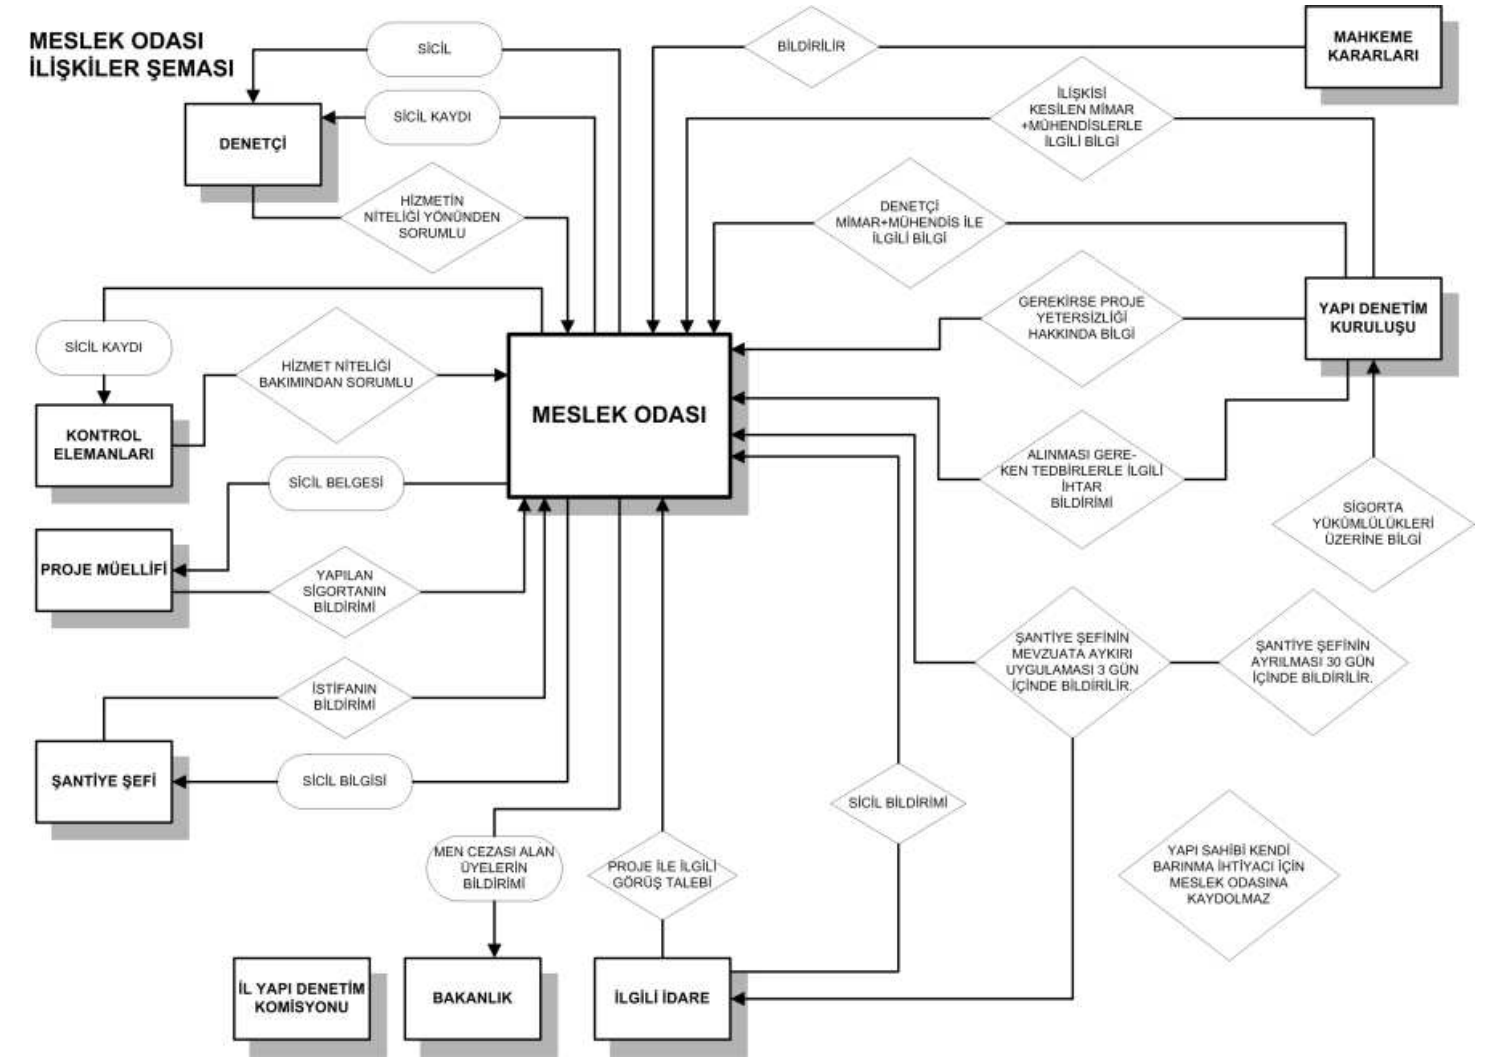 MESLEK ODASI
İLİŞKİLER ŞEMASI
SİCİL
BİLDİRİLİR
MAHKEME
KARARLARI
SİCİL KAYDI
İLİŞKİSİ
KESİLEN MİMAR
+MÜHENDİSLERLE
İLGİLİ BİLGİ
DENETÇİ
HİZMETİN
NİTELİĞİ YÖNÜNDEN
SORUMLU
DENETÇİ
MİMAR+MÜHENDİS İLE
İLGİLİ BİLGİ
GEREKİRSE PROJE
YETERSİZLİĞİ
HAKKINDA BİLGİ
YAPI DENETİM
KURULUŞU
SİCİL KAYDI
HİZMET NİTELİĞİ
BAKIMINDAN SORUMLU
MESLEK ODASI
KONTROL
ELEMANLARI
ALINMASI GERE-
KEN TEDBİRLERLE İLGİLİ
İHTAR
BİLDİRİMİ
SİCİL BELGESİ
SİGORTA
YÜKÜMLÜLÜKLERİ
ÜZERİNE BİLGİ
PROJE MÜELLİFİ
YAPILAN
SİGORTANIN
BİLDİRİMİ
ŞANTİYE ŞEFİNİN
MEVZUATA AYKIRI
UYGULAMASI 3 GÜN
İÇİNDE BİLDİRİLİR.
ŞANTİYE ŞEFİNİN
AYRILMASI 30 GÜN
İÇİNDE BİLDİRİLİR.
İSTİFANIN
BİLDİRİMİ
ŞANTİYE ŞEFİ
SİCİL BİLGİSİ
SİCİL BİLDİRİMİ
MEN CEZASI ALAN
ÜYELERİN
BİLDİRİMİ
PROJE İLE İLGİLİ
GÖRÜŞ TALEBİ
YAPI SAHİBİ KENDİ
BARINMA İHTİYACI İÇİN
MESLEK ODASINA
KAYDOLMAZ
İL YAPI DENETİM
KOMİSYONU
BAKANLIK
İLGİLİ İDARE